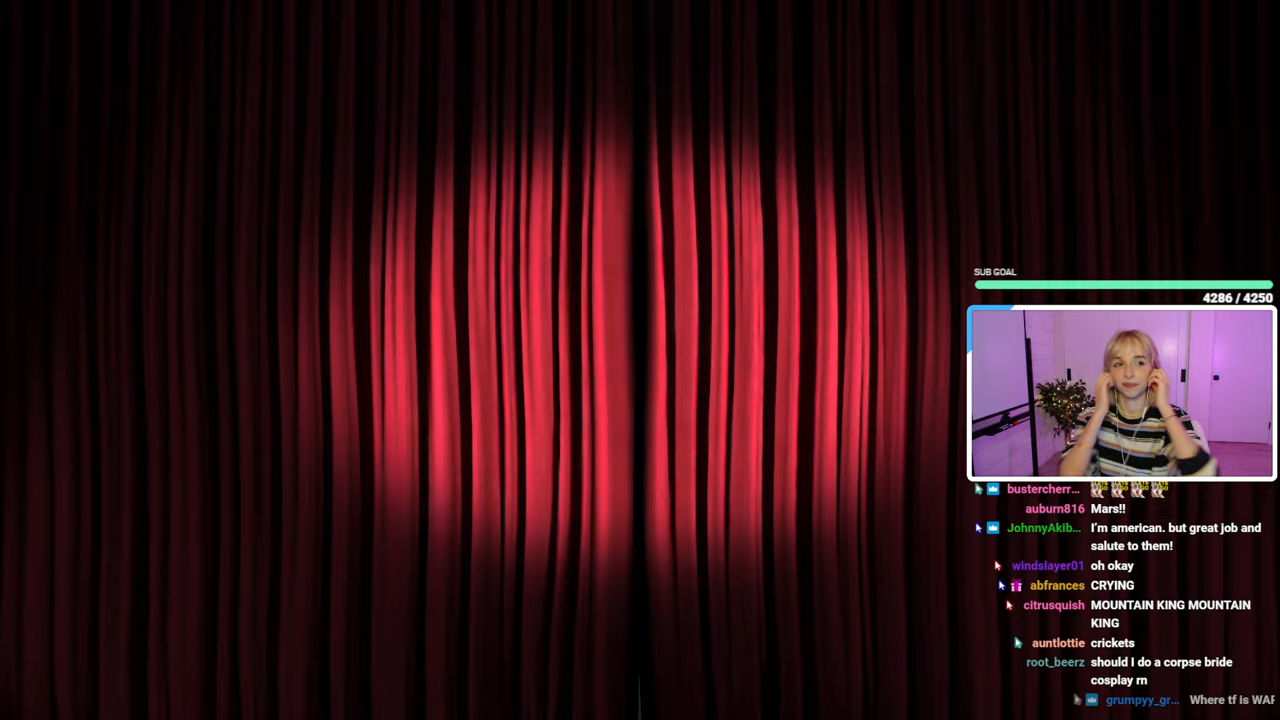 SUB GOAL
4286 / 4250
bustercherr...
auburn816 Mars!!
JohnnyAkib... I'm american. but great job and
salute to them!
windslayer01 oh okay
abfrances CRYING
citrusquish MOUNTAIN KING MOUNTAIN
KING
auntlottie crickets
root_beerz should I do a corpse bride
cosplay rn
grumpyy_gr... Where tf is WAR